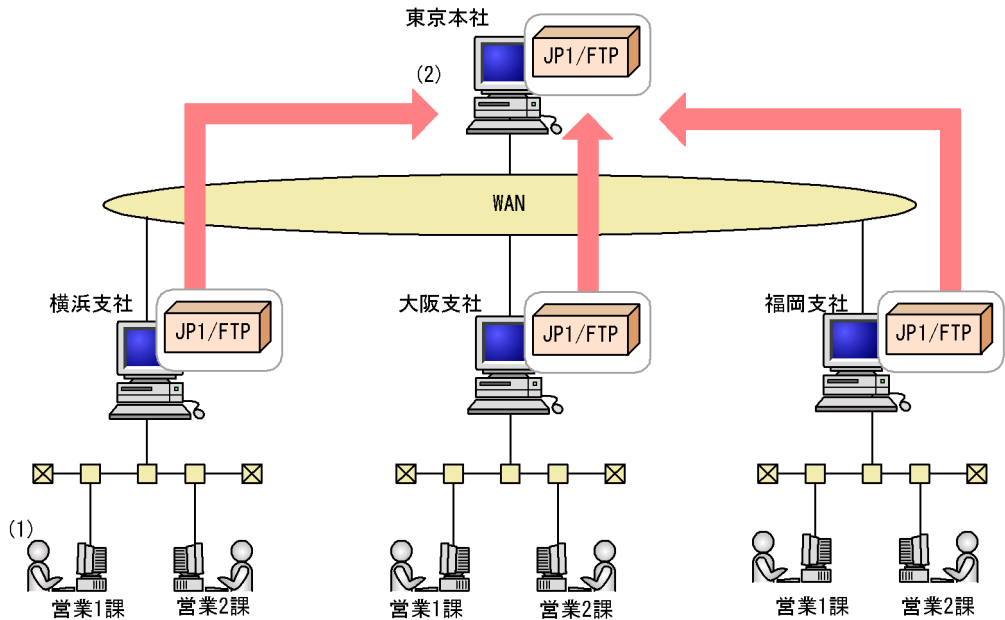 東京本社
JP1/FTP
(2)
WAN
横浜支社
JP1/FTP
大阪支社
JP1/FTP
福岡支社
JP1/FTP
(1)
営業1課
営業2課
営業1課
営業2課
営業1課
営業2課